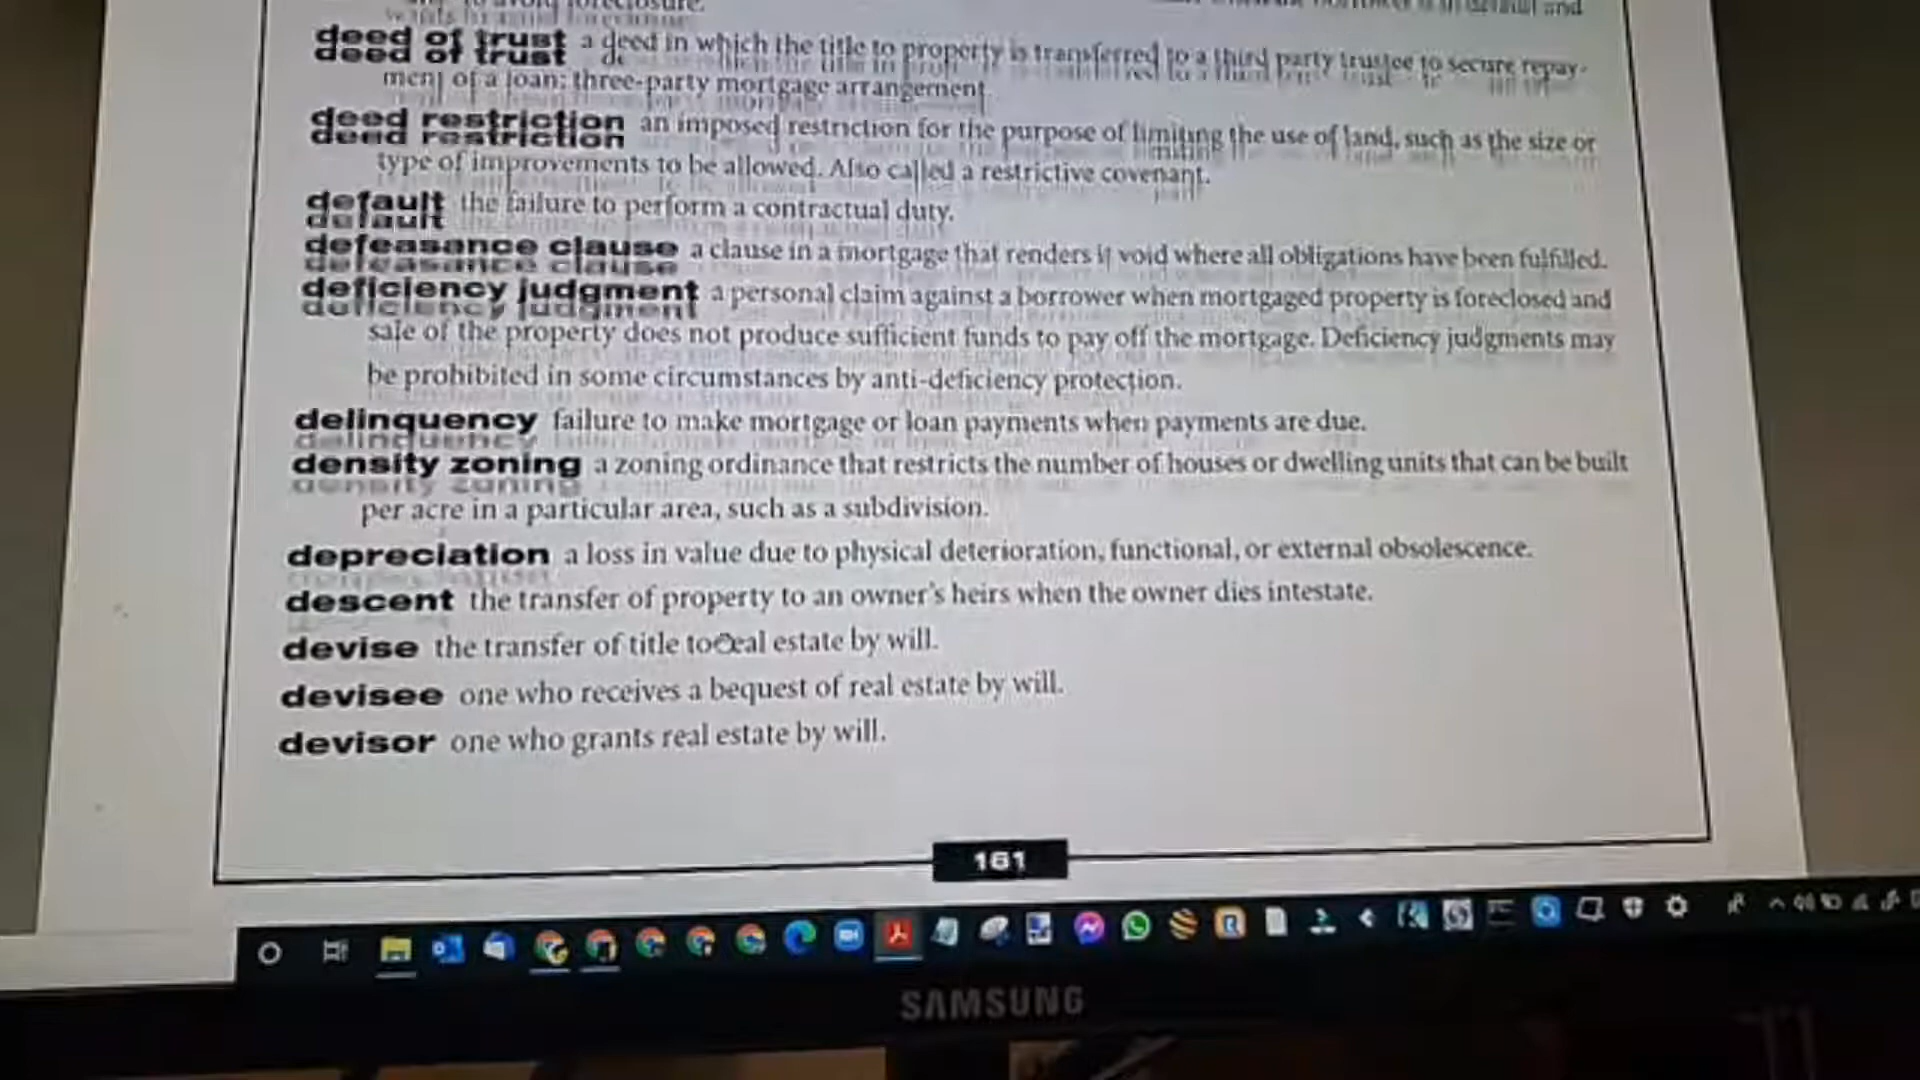 to avoid foreclosure.
and
deed of trust a deed in which the title to property is transferred to a third party trustee to secure repay-
ment of a loan; three-party mortgage arrangement.
deed restriction an imposed restriction for the purpose of limiting the use of land, such as the size or
type of improvements to be allowed. Also called a restrictive covenant.
default the failure to perform a contractual duty.
defeasance clause a clause in a mortgage that renders it void where all obligations have been fulfilled.
deficiency judgment a personal claim against a borrower when mortgaged property is foreclosed and
sale of the property does not produce sufficient funds to pay off the mortgage. Deficiency judgments may
be prohibited in some circumstances by anti-deficiency protection.
delinquency failure to make mortgage or loan payments when payments are due.
density zoning a zoning ordinance that restricts the number of houses or dwelling units that can be built
per acre in a particular area, such as a subdivision.
depreciation a loss in value due to physical deterioration, functional, or external obsolescence.
descent the transfer of property to an owner's heirs when the owner dies intestate.
devise the transfer of title to real estate by will.
devisee one who receives a bequest of real estate by will.
devisor one who grants real estate by will.
161
SAMSUNG